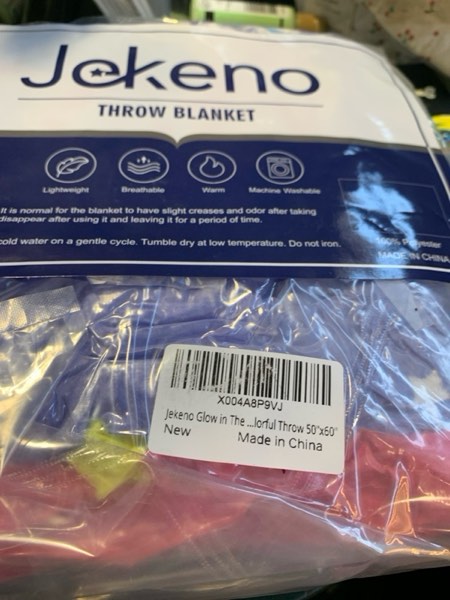 Jekeno
THROW BLANKET
Lightweight
Breathable
Warm
Machine Washable
It is normal for the blanket to have slight creases and odor after taking
disappear after using it and leaving it for a period of time.
cold water on a gentle cycle. Tumble dry at low temperature. Do not iron.
100% Polyester
MADE IN CHINA
X004A8P9VJ
Jekeno Glow in The ...lorful Throw 50"x60"
New
Made in China